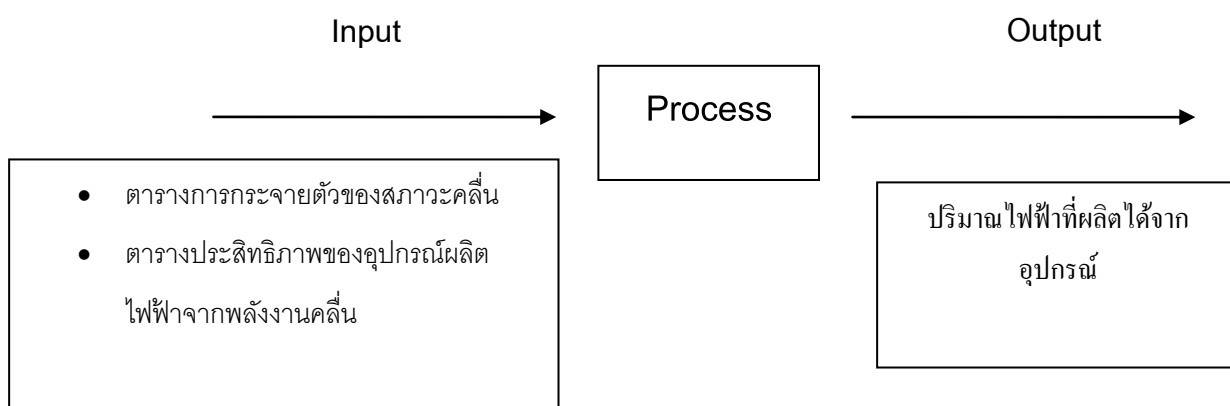 Input
Output
Process
● ตารางการกระจายตัวของสภาวะคลื่น
● ตารางประสิทธิภาพของอุปกรณ์ผลิต
ไฟฟ้าจากพลังงานคลื่น
ปริมาณไฟฟ้าที่ผลิตได้จาก
อุปกรณ์